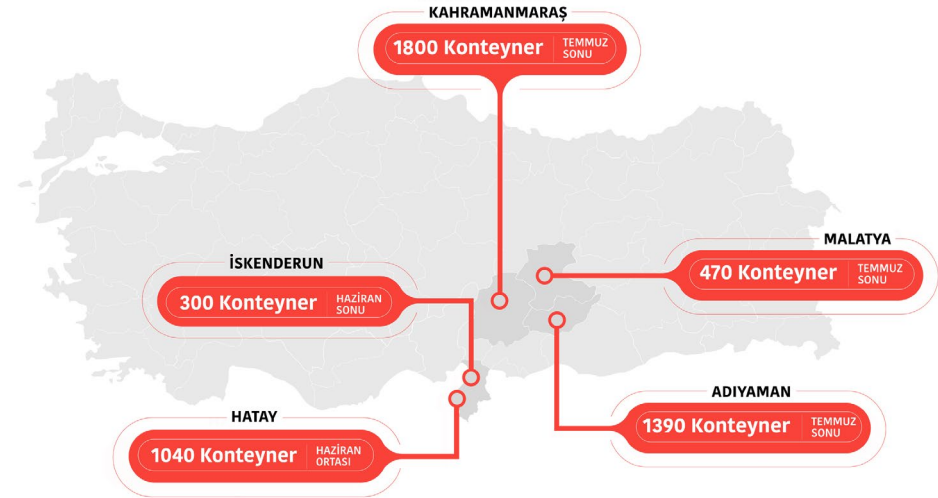 KAHRAMANMARAŞ
1800 Konteyner
TEMMUZ
SONU
MALATYA
470 Konteyner
TEMMUZ
SONU
İSKENDERUN
300 Konteyner
HAZİRAN
SONU
ADIYAMAN
1390 Konteyner
TEMMUZ
SONU
HATAY
1040 Konteyner
HAZİRAN
ORTASI